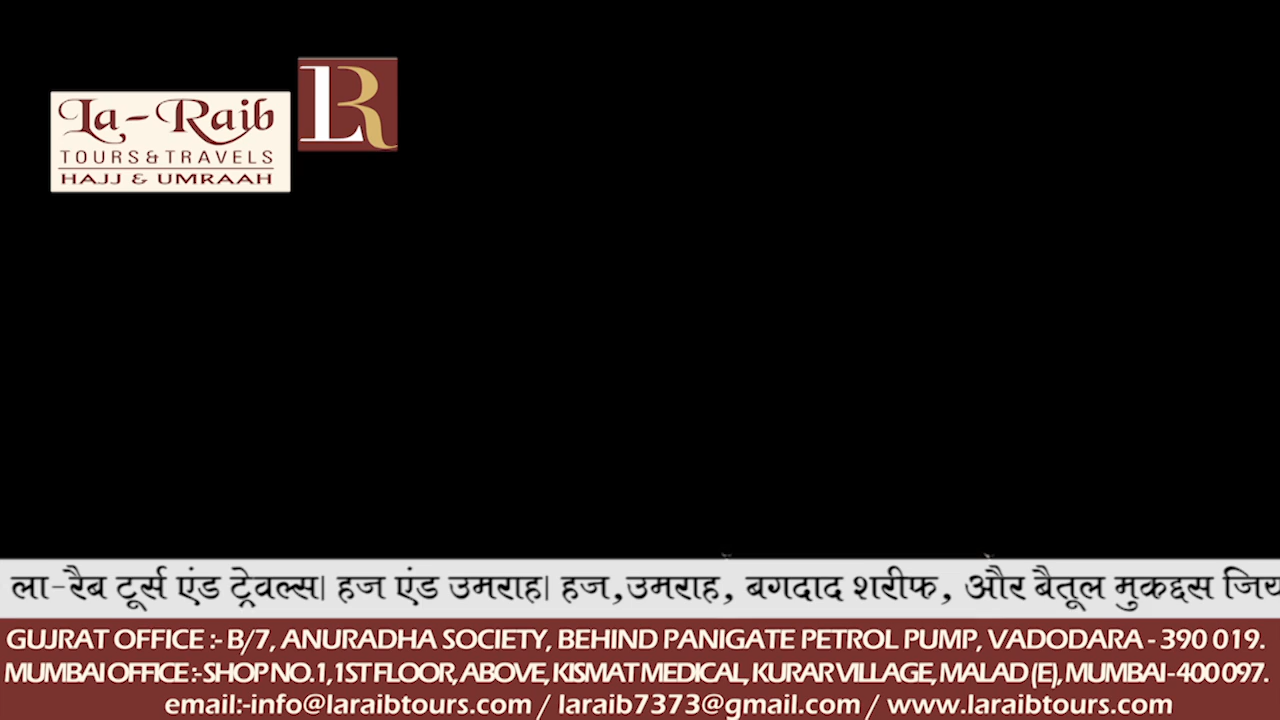 La-Raib
TOURS & TRAVELS
HAJJ & UMRAAH
LR
ला-रैब टूर्स एंड ट्रेवल्स| हज एंड उमराह| हज,उमराह, बगदाद शरीफ, और बैतूल मुकद्दस
GUJRAT OFFICE :- B/7, ANURADHA SOCIETY, BEHIND PANIGATE PETROL PUMP, VADODARA - 390 019.
MUMBAI OFFICE :- SHOP NO. 1, 1ST FLOOR, ABOVE, KISMAT MEDICAL, KURAR VILLAGE, MALAD (E), MUMBAI - 400 097.
email:-info@laraibtours.com / laraib7373@gmail.com / www.laraibtours.com